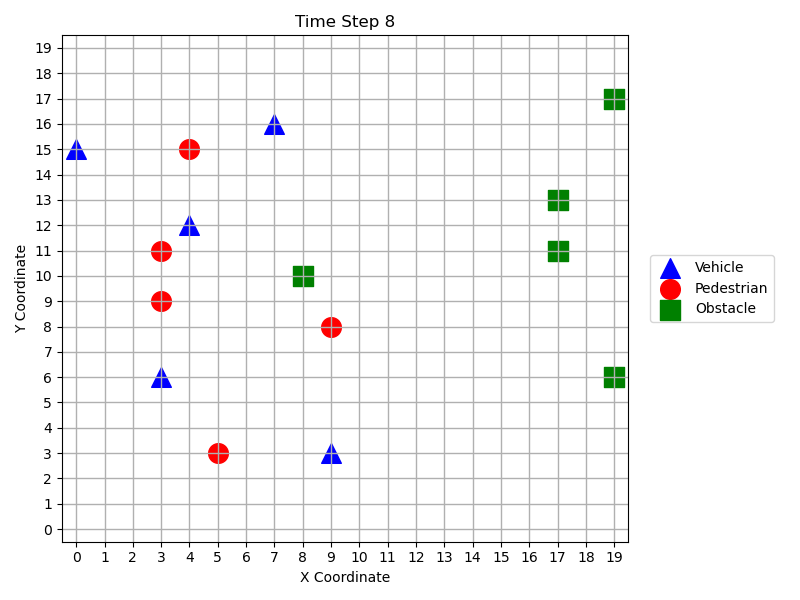 Time Step 8
19
18
17
16
15
14
13
12
11
10
9
8
7
6
5
4
3
2
1
0
Y Coordinate
0 1 2 3 4 5 6 7 8 9 10 11 12 13 14 15 16 17 18 19
X Coordinate
Vehicle
Pedestrian
Obstacle